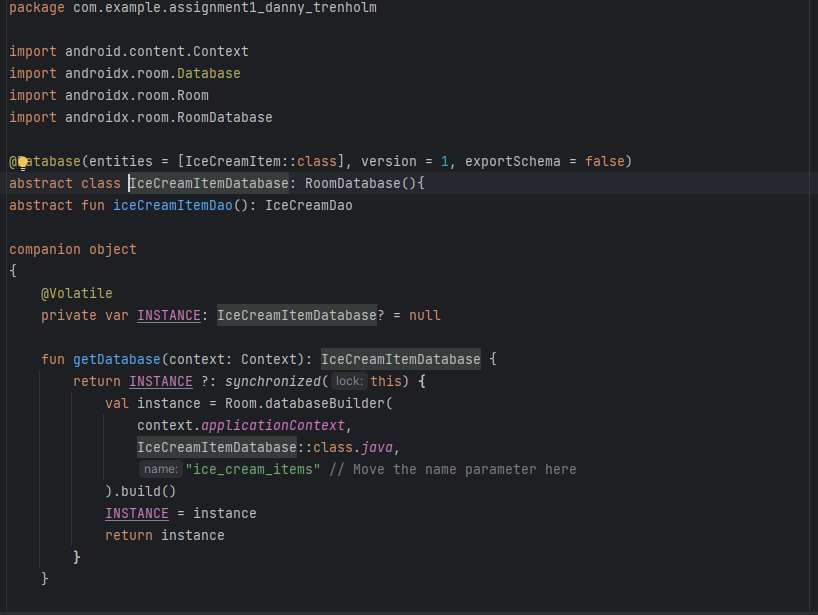 package com.example.assignment1_danny_trenholm
import android.content.Context
import androidx.room.Database
import androidx.room.Room
import androidx.room.RoomDatabase
@Database(entities = [IceCreamItem::class], version = 1, exportSchema = false)
abstract class IceCreamItemDatabase: RoomDatabase(){
abstract fun iceCreamItemDao(): IceCreamDao
companion object
{
@Volatile
private var INSTANCE: IceCreamItemDatabase? = null
fun getDatabase(context: Context): IceCreamItemDatabase {
return INSTANCE ?: synchronized( lock: this) {
val instance = Room.databaseBuilder(
context.applicationContext,
IceCreamItemDatabase::class.java,
name: "ice_cream_items" // Move the name parameter here
).build()
INSTANCE = instance
return instance
}
}